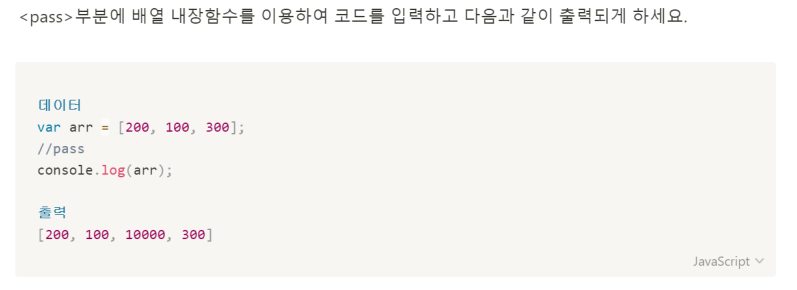 <pass>부분에 배열 내장함수를 이용하여 코드를 입력하고 다음과 같이 출력되게 하세요.
데이터
var arr = [200, 100, 300];
//pass
console.log(arr);
출력
[200, 100, 10000, 300]
JavaScript